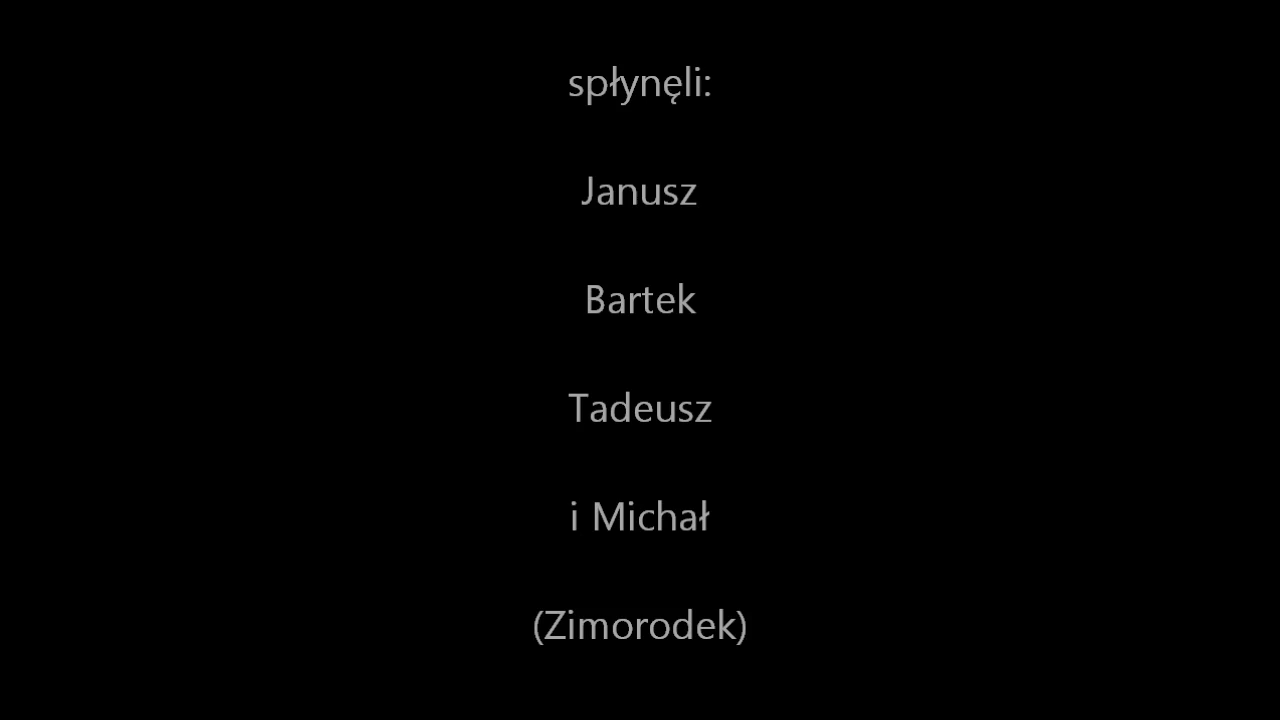 spłynęli:
Janusz
Bartek
Tadeusz
i Michał
(Zimorodek)